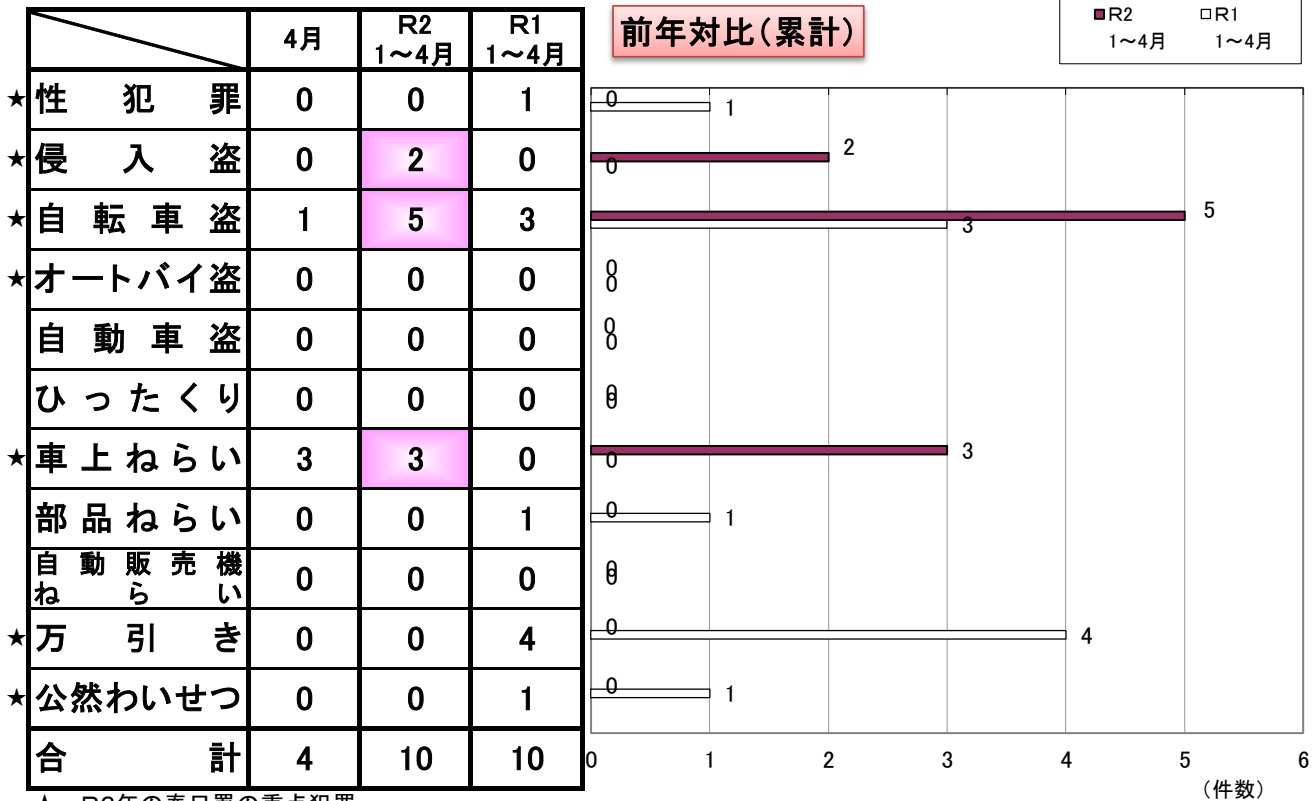 4月 R2 1～4月 R1 1～4月
★性犯罪 0 0 1
★侵入盗 0 2 0
★自転車盗 1 5 3
★オートバイ盗 0 0 0
自動車盗 0 0 0
ひったくり 0 0 0
★車上ねらい 3 3 0
部品ねらい 0 0 1
自動販売機ねらい 0 0 0
★万引き 0 0 4
★公然わいせつ 0 0 1
合計 4 10 10
前年対比（累計）
R2 1～4月
R1 1～4月
0 1
2 0
5 3
0 0
0 0
0 0
3 0
0 1
0 0
0 4
0 1
0 1 2 3 4 5 6
（件数）